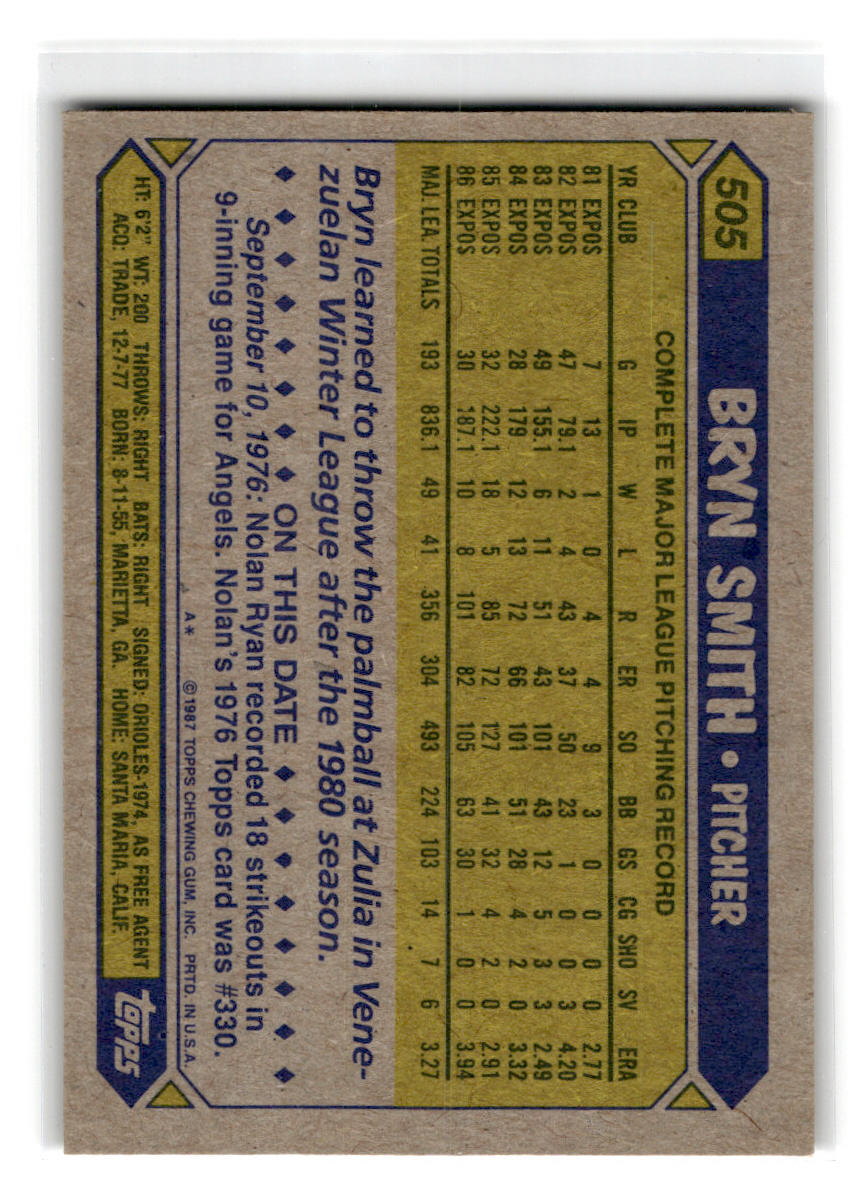 505 BRYN SMITH • PITCHER
COMPLETE MAJOR LEAGUE PITCHING RECORD
YR CLUB G IP W L R ER SO BB GS CG SHO SV ERA
81 EXPOS 7 13 1 0 4 4 9 3 0 0 0 0 2.77
82 EXPOS 47 79.1 2 4 43 37 50 23 1 0 0 3 4.20
83 EXPOS 49 155.1 6 11 51 43 101 43 12 5 3 3 2.49
84 EXPOS 28 179 12 13 72 66 101 51 28 4 2 0 3.32
85 EXPOS 32 222.1 18 5 85 72 127 41 32 4 2 0 2.91
86 EXPOS 30 187.1 10 8 101 82 105 63 30 1 0 0 3.94
MAJ. LEA. TOTALS 193 836.1 49 41 356 304 493 224 103 14 7 6 3.27
Bryn learned to throw the palmball at Zulia in Vene-
zuelan Winter League after the 1980 season.
♦ ♦ ♦ ♦ ♦ ♦ ♦ ON THIS DATE ♦ ♦ ♦ ♦ ♦ ♦ ♦ ♦
September 10, 1976: Nolan Ryan recorded 18 strikeouts in
9-inning game for Angels. Nolan's 1976 Topps card was #330.
A* ©1987 TOPPS CHEWING GUM, INC. PRTD. IN U.S.A.
HT: 6'2" WT: 200 THROWS: RIGHT BATS: RIGHT SIGNED: ORIOLES-1974, AS FREE AGENT
ACQ: TRADE, 12-7-77 BORN: 8-11-55, MARIETTA, GA. HOME: SANTA MARIA, CALIF.
topps